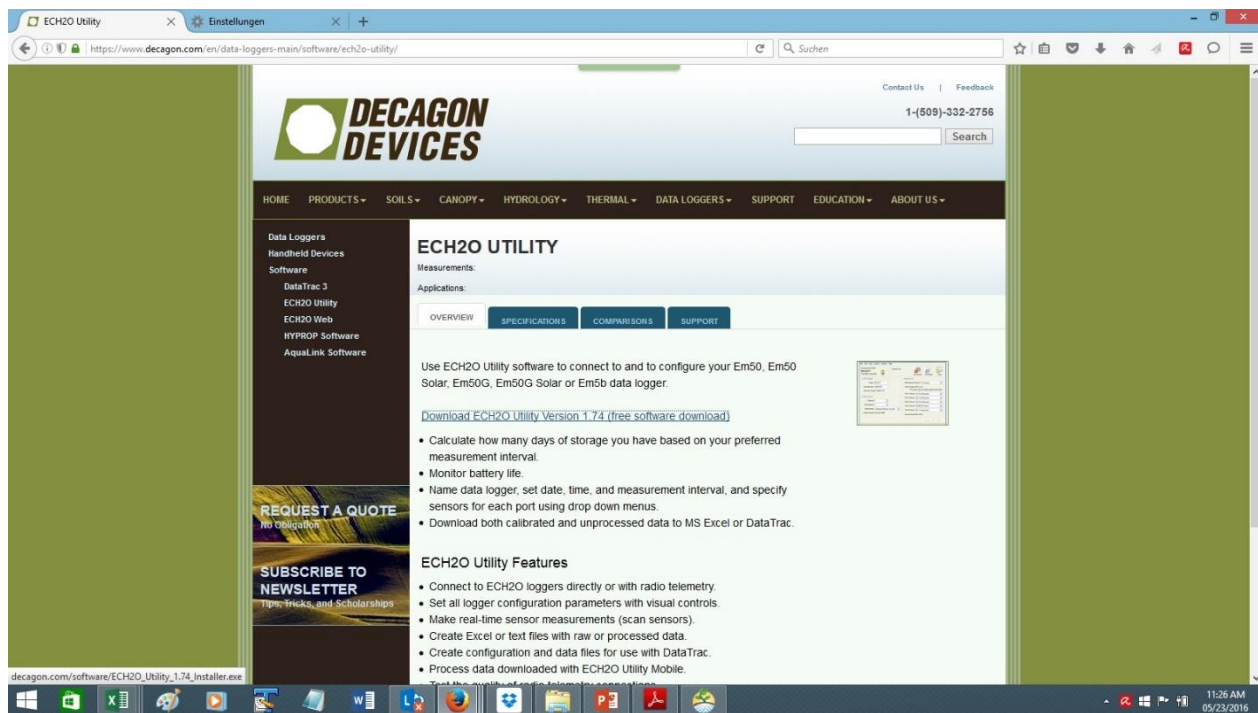 ECH2O Utility
Einstellungen
https://www.decagon.com/en/data-loggers-main/software/ech2o-utility/
Suchen
Contact Us | Feedback
1-(509)-332-2756
Search
DECAGON
DEVICES
HOME PRODUCTS SOILS CANOPY HYDROLOGY THERMAL DATA LOGGERS SUPPORT EDUCATION ABOUT US
Data Loggers
Handheld Devices
Software
DataTrac 3
ECH2O Utility
ECH2O Web
HYPROP Software
AquaLink Software
REQUEST A QUOTE
No Obligation
SUBSCRIBE TO
NEWSLETTER
Tips, Tricks, and Scholarships
ECH2O UTILITY
Measurements:
Applications:
OVERVIEW SPECIFICATIONS COMPARISONS SUPPORT
Use ECH2O Utility software to connect to and to configure your Em50, Em50
Solar, Em50G, Em50G Solar or Em5b data logger.
Download ECH2O Utility Version 1.74 (free software download)
• Calculate how many days of storage you have based on your preferred
measurement interval.
• Monitor battery life.
• Name data logger, set date, time, and measurement interval, and specify
sensors for each port using drop down menus.
• Download both calibrated and unprocessed data to MS Excel or DataTrac.
ECH2O Utility Features
• Connect to ECH2O loggers directly or with radio telemetry.
• Set all logger configuration parameters with visual controls.
• Make real-time sensor measurements (scan sensors).
• Create Excel or text files with raw or processed data.
• Create configuration and data files for use with DataTrac.
• Process data downloaded with ECH2O Utility Mobile.
• Test the quality of radio telemetry connections.
decagon.com/software/ECH2O_Utility_1.74_Installer.exe
11:26 AM
05/23/2016